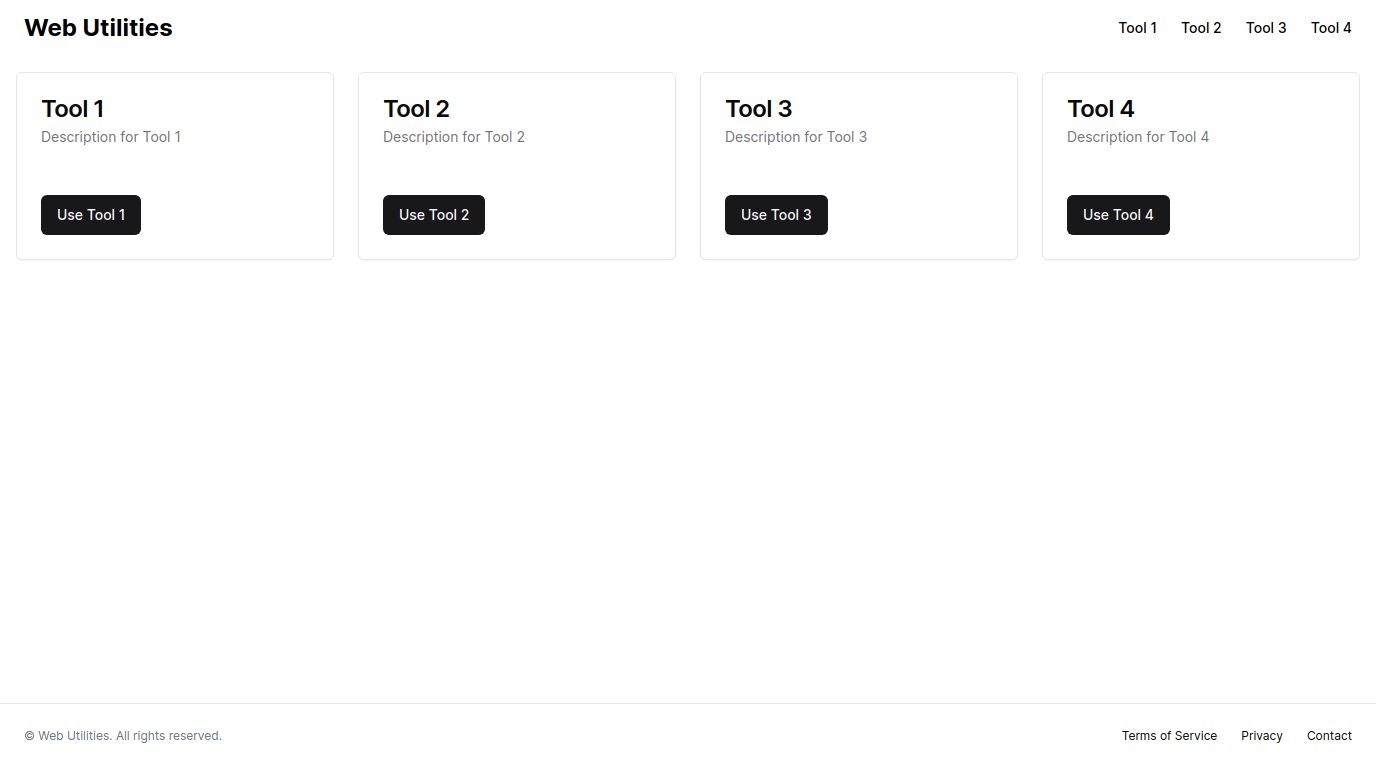 Web Utilities
Tool 1 Tool 2 Tool 3 Tool 4
Tool 1
Description for Tool 1
Use Tool 1
Tool 2
Description for Tool 2
Use Tool 2
Tool 3
Description for Tool 3
Use Tool 3
Tool 4
Description for Tool 4
Use Tool 4
© Web Utilities. All rights reserved.
Terms of Service Privacy Contact